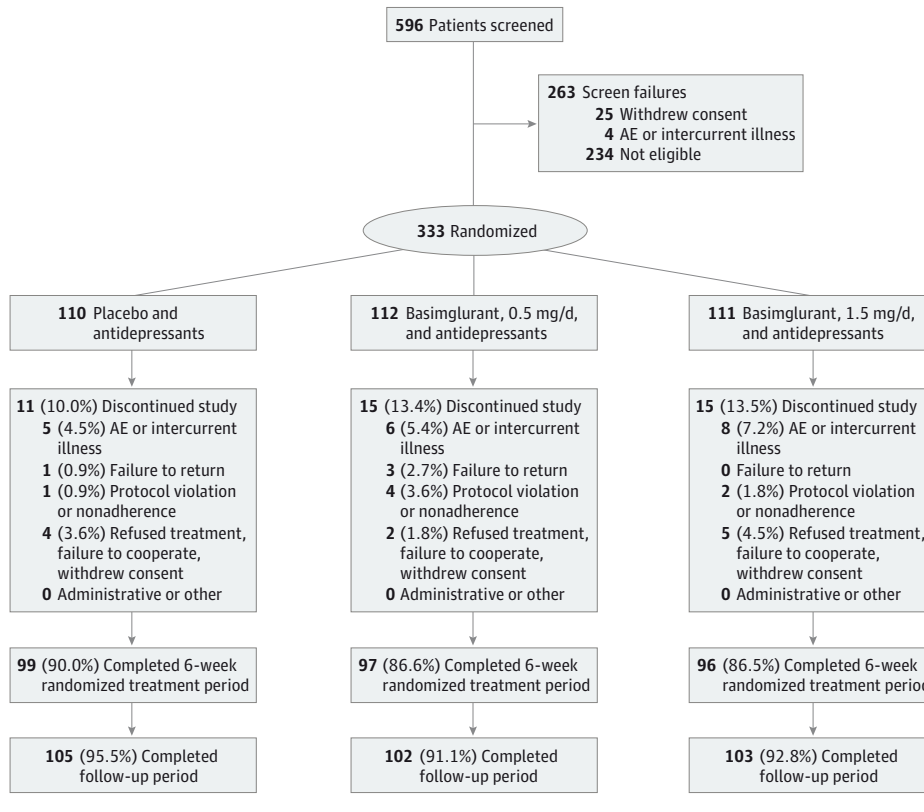 596 Patients screened
263 Screen failures
25 Withdrew consent
4 AE or intercurrent illness
234 Not eligible
333 Randomized
110 Placebo and
antidepressants
112 Basimglurant, 0.5 mg/d,
and antidepressants
111 Basimglurant, 1.5 mg/d,
and antidepressants
11 (10.0%) Discontinued study
5 (4.5%) AE or intercurrent
illness
1 (0.9%) Failure to return
1 (0.9%) Protocol violation
or nonadherence
4 (3.6%) Refused treatment,
failure to cooperate,
withdrew consent
0 Administrative or other
15 (13.4%) Discontinued study
6 (5.4%) AE or intercurrent
illness
3 (2.7%) Failure to return
4 (3.6%) Protocol violation
or nonadherence
2 (1.8%) Refused treatment,
failure to cooperate,
withdrew consent
0 Administrative or other
15 (13.5%) Discontinued study
8 (7.2%) AE or intercurrent
illness
0 Failure to return
2 (1.8%) Protocol violation
or nonadherence
5 (4.5%) Refused treatment,
failure to cooperate,
withdrew consent
0 Administrative or other
99 (90.0%) Completed 6-week
randomized treatment period
97 (86.6%) Completed 6-week
randomized treatment period
96 (86.5%) Completed 6-week
randomized treatment period
105 (95.5%) Completed
follow-up period
102 (91.1%) Completed
follow-up period
103 (92.8%) Completed
follow-up period